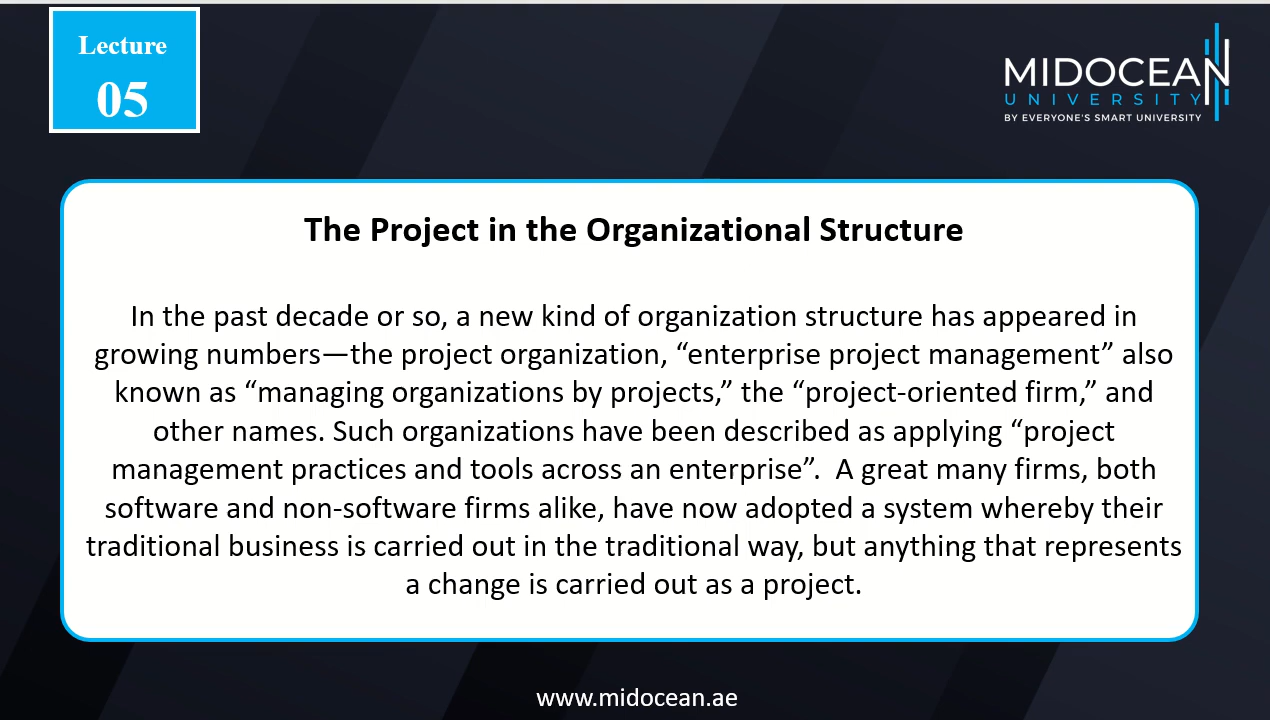 Lecture
05
MIDOCEAN
UNIVERSITY
BY EVERYONE'S SMART UNIVERSITY
The Project in the Organizational Structure
In the past decade or so, a new kind of organization structure has appeared in
growing numbers—the project organization, “enterprise project management” also
known as “managing organizations by projects,” the “project-oriented firm,” and
other names. Such organizations have been described as applying “project
management practices and tools across an enterprise”.  A great many firms, both
software and non-software firms alike, have now adopted a system whereby their
traditional business is carried out in the traditional way, but anything that represents
a change is carried out as a project.
www.midocean.ae